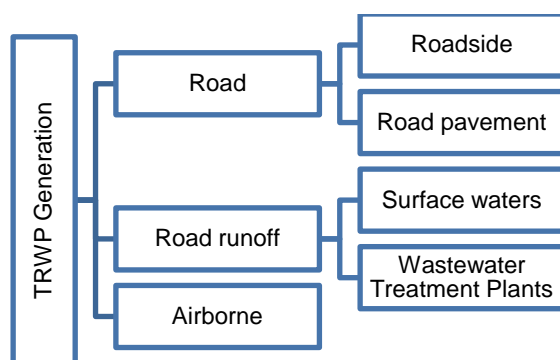 TRWP Generation
Road
Roadside
Road pavement
Road runoff
Surface waters
Wastewater
Treatment Plants
Airborne